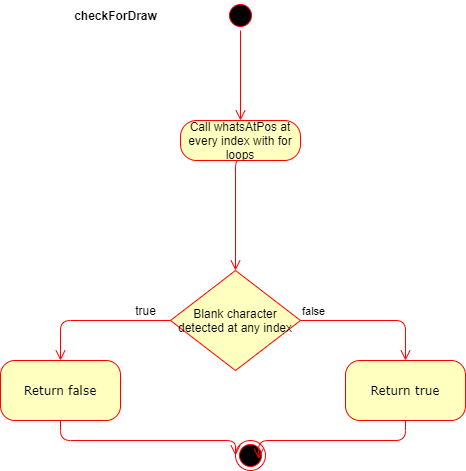 checkForDraw
Call whatsAtPos at
every index with for
loops
Blank character
detected at any index
true
false
Return false
Return true